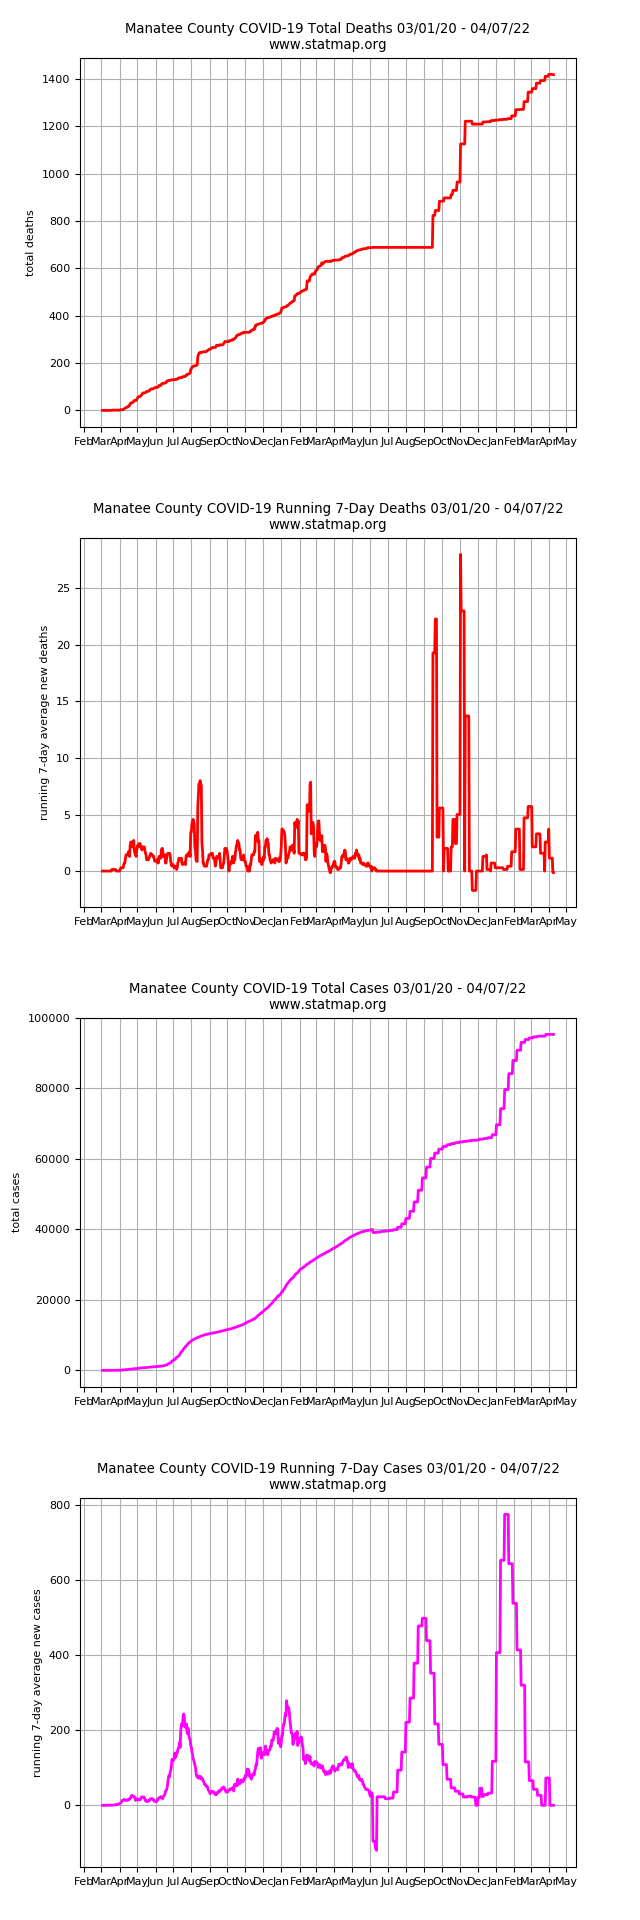 Manatee County COVID-19 Total Deaths 03/01/20 - 04/07/22
www.statmap.org
1400
1200
1000
800
600
400
200
0
total deaths
Feb Mar Apr May Jun Jul Aug Sep Oct Nov Dec Jan Feb Mar Apr May Jun Jul Aug Sep Oct Nov Dec Jan Feb Mar Apr May
Manatee County COVID-19 Running 7-Day Deaths 03/01/20 - 04/07/22
www.statmap.org
25
20
15
10
5
0
running 7-day average new deaths
Feb Mar Apr May Jun Jul Aug Sep Oct Nov Dec Jan Feb Mar Apr May Jun Jul Aug Sep Oct Nov Dec Jan Feb Mar Apr May
Manatee County COVID-19 Total Cases 03/01/20 - 04/07/22
www.statmap.org
100000
80000
60000
40000
20000
0
total cases
Feb Mar Apr May Jun Jul Aug Sep Oct Nov Dec Jan Feb Mar Apr May Jun Jul Aug Sep Oct Nov Dec Jan Feb Mar Apr May
Manatee County COVID-19 Running 7-Day Cases 03/01/20 - 04/07/22
www.statmap.org
800
600
400
200
0
running 7-day average new cases
Feb Mar Apr May Jun Jul Aug Sep Oct Nov Dec Jan Feb Mar Apr May Jun Jul Aug Sep Oct Nov Dec Jan Feb Mar Apr May